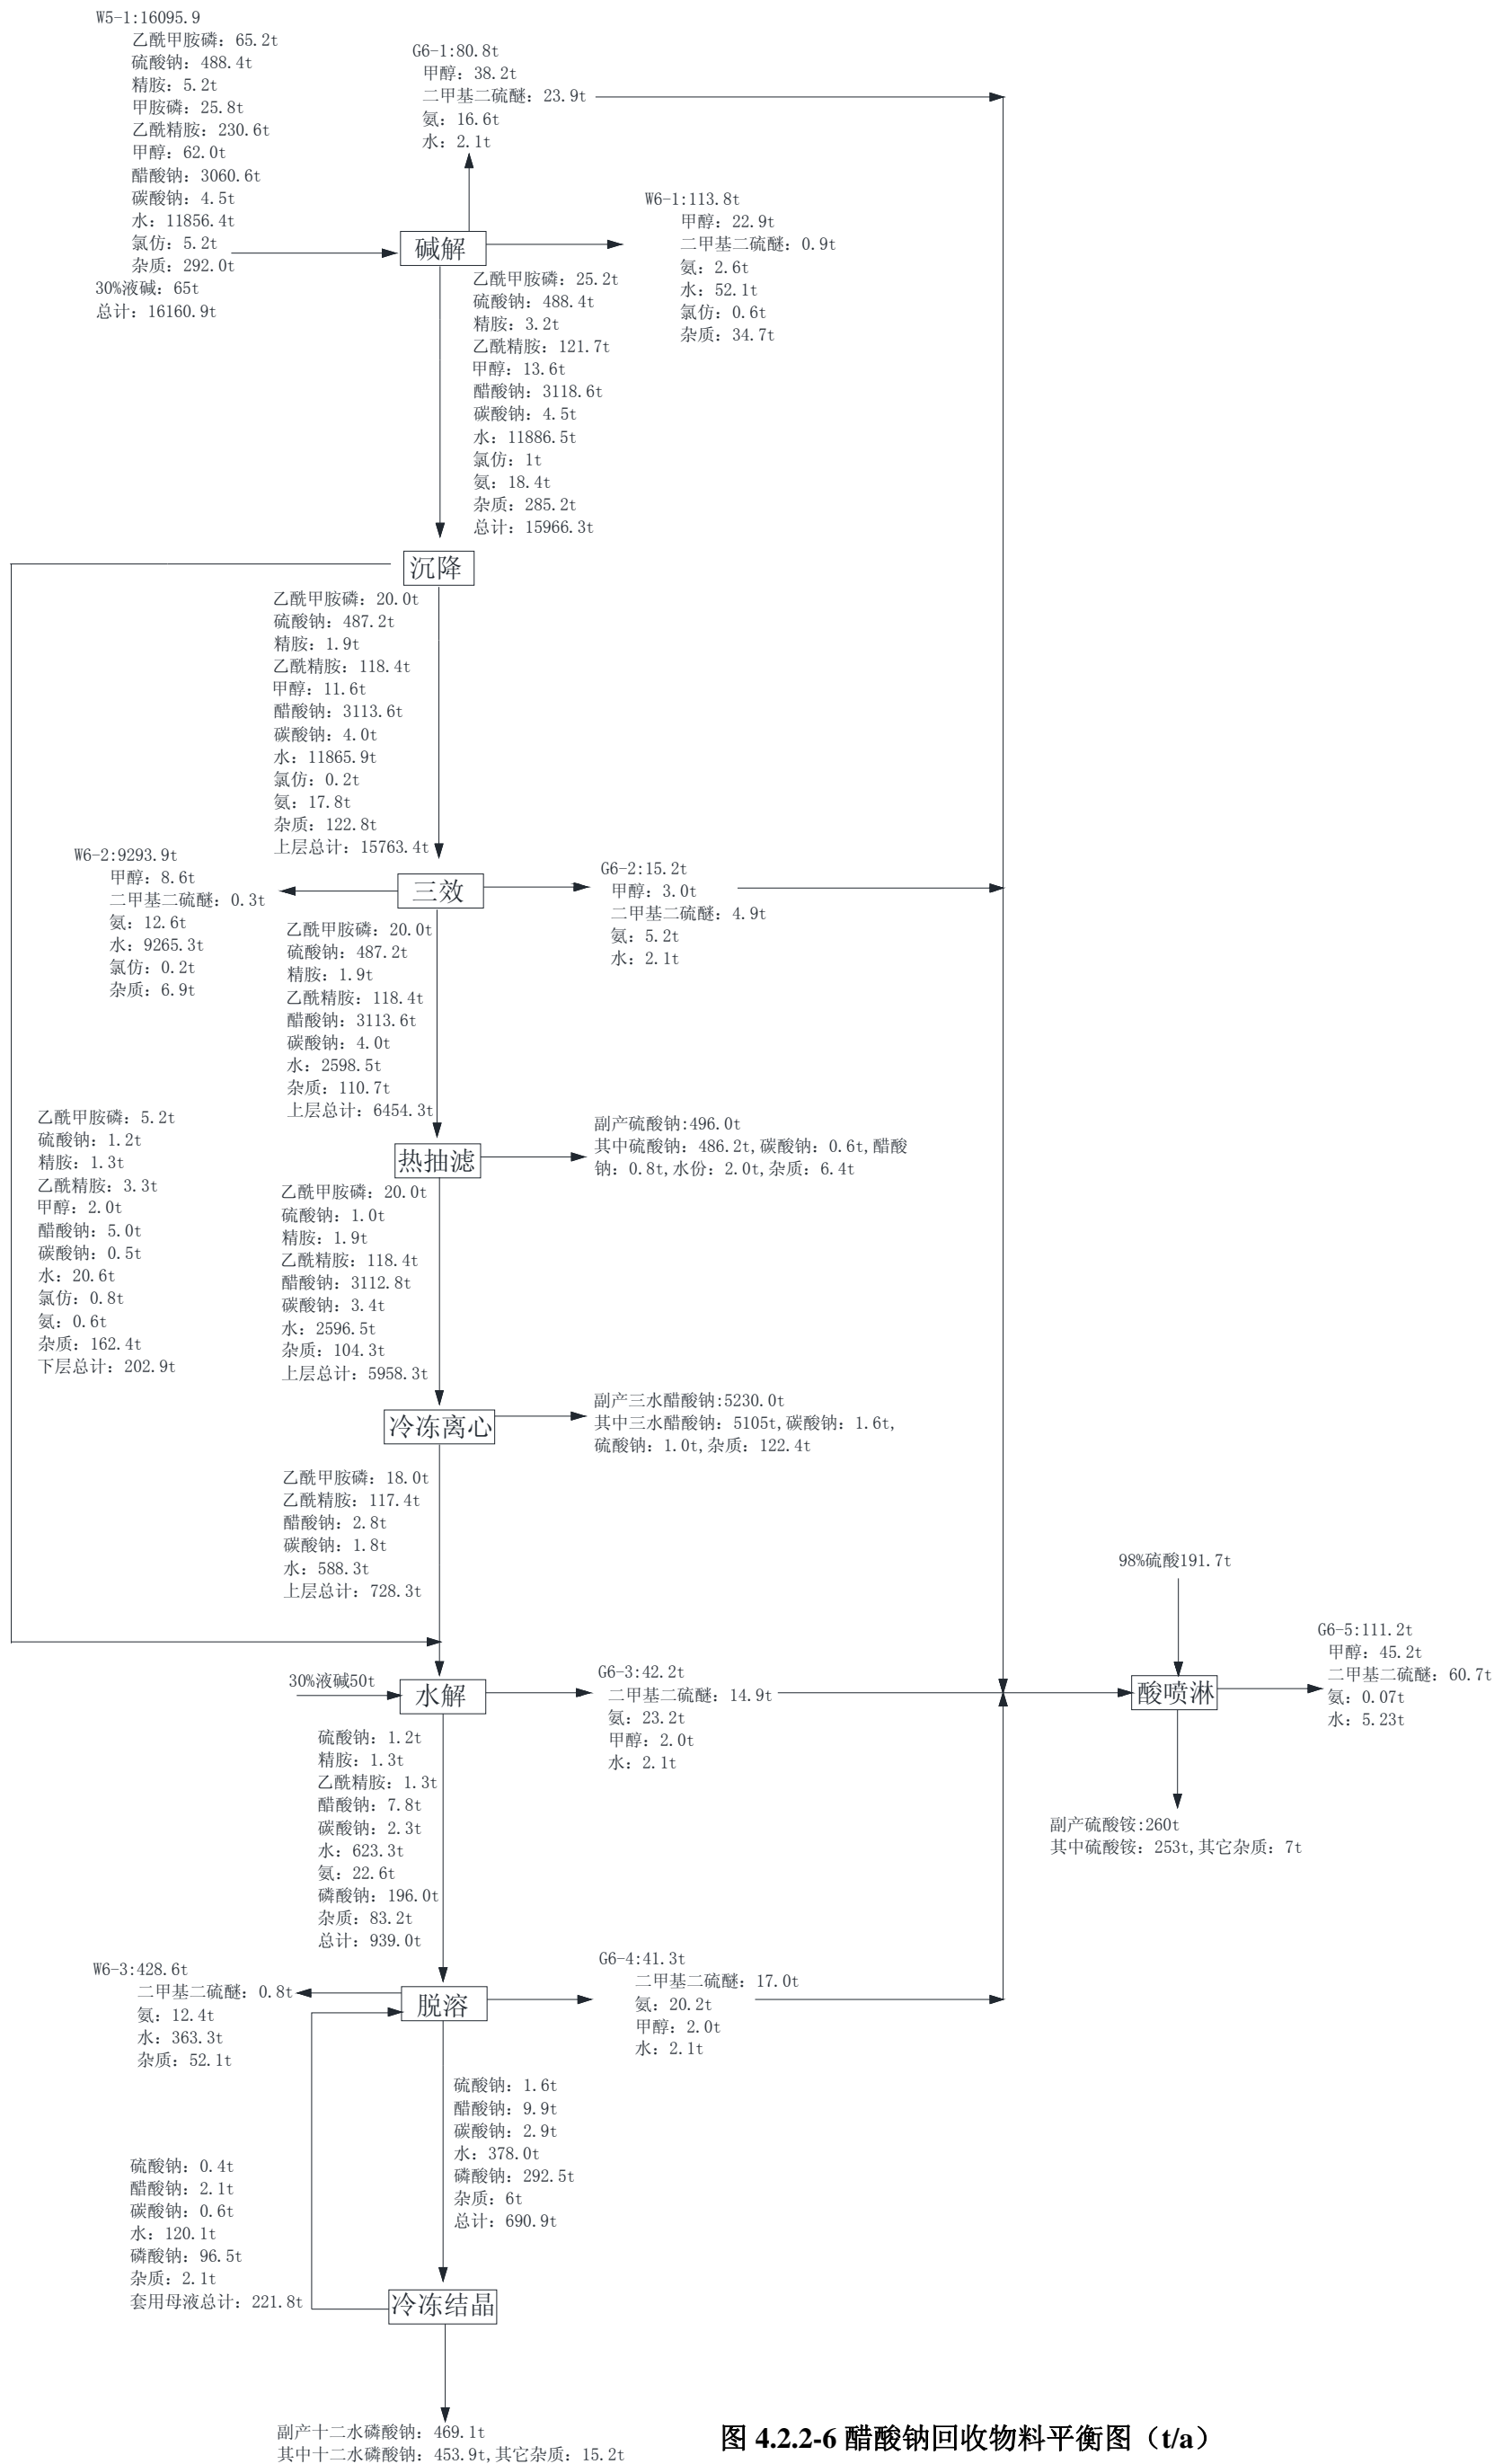 W5-1:16095.9
乙酰甲胺磷：65.2t
硫酸钠：488.4t
精胺：5.2t
甲胺磷：25.8t
乙酰精胺：230.6t
甲醇：62.0t
醋酸钠：3060.6t
碳酸钠：4.5t
水：11856.4t
氯仿：5.2t
杂质：292.0t
30%液碱：65t
总计：16160.9t
G6-1:80.8t
甲醇：38.2t
二甲基二硫醚：23.9t
氨：16.6t
水：2.1t
碱解
W6-1:113.8t
甲醇：22.9t
二甲基二硫醚：0.9t
氨：2.6t
水：52.1t
氯仿：0.6t
杂质：34.7t
乙酰甲胺磷：25.2t
硫酸钠：488.4t
精胺：3.2t
乙酰精胺：121.7t
甲醇：13.6t
醋酸钠：3118.6t
碳酸钠：4.5t
水：11886.5t
氯仿：1t
氨：18.4t
杂质：285.2t
总计：15966.3t
沉降
乙酰甲胺磷：20.0t
硫酸钠：487.2t
精胺：1.9t
乙酰精胺：118.4t
甲醇：11.6t
醋酸钠：3113.6t
碳酸钠：4.0t
水：11865.9t
氯仿：0.2t
氨：17.8t
杂质：122.8t
上层总计：15763.4t
W6-2:9293.9t
甲醇：8.6t
二甲基二硫醚：0.3t
氨：12.6t
水：9265.3t
氯仿：0.2t
杂质：6.9t
三效
G6-2:15.2t
甲醇：3.0t
二甲基二硫醚：4.9t
氨：5.2t
水：2.1t
乙酰甲胺磷：20.0t
硫酸钠：487.2t
精胺：1.9t
乙酰精胺：118.4t
醋酸钠：3113.6t
碳酸钠：4.0t
水：2598.5t
杂质：110.7t
上层总计：6454.3t
乙酰甲胺磷：5.2t
硫酸钠：1.2t
精胺：1.3t
乙酰精胺：3.3t
甲醇：2.0t
醋酸钠：5.0t
碳酸钠：0.5t
水：20.6t
氯仿：0.8t
氨：0.6t
杂质：162.4t
下层总计：202.9t
热抽滤
副产硫酸钠:496.0t
其中硫酸钠：486.2t,碳酸钠：0.6t,醋酸
钠：0.8t,水份：2.0t,杂质：6.4t
乙酰甲胺磷：20.0t
硫酸钠：1.0t
精胺：1.9t
乙酰精胺：118.4t
醋酸钠：3112.8t
碳酸钠：3.4t
水：2596.5t
杂质：104.3t
上层总计：5958.3t
冷冻离心
副产三水醋酸钠:5230.0t
其中三水醋酸钠：5105t,碳酸钠：1.6t,
硫酸钠：1.0t,杂质：122.4t
乙酰甲胺磷：18.0t
乙酰精胺：117.4t
醋酸钠：2.8t
碳酸钠：1.8t
水：588.3t
上层总计：728.3t
30%液碱50t
水解
G6-3:42.2t
二甲基二硫醚：14.9t
氨：23.2t
甲醇：2.0t
水：2.1t
98%硫酸191.7t
酸喷淋
G6-5:111.2t
甲醇：45.2t
二甲基二硫醚：60.7t
氨：0.07t
水：5.23t
副产硫酸铵:260t
其中硫酸铵：253t,其它杂质：7t
硫酸钠：1.2t
精胺：1.3t
乙酰精胺：1.3t
醋酸钠：7.8t
碳酸钠：2.3t
水：623.3t
氨：22.6t
磷酸钠：196.0t
杂质：83.2t
总计：939.0t
W6-3:428.6t
二甲基二硫醚：0.8t
氨：12.4t
水：363.3t
杂质：52.1t
脱溶
G6-4:41.3t
二甲基二硫醚：17.0t
氨：20.2t
甲醇：2.0t
水：2.1t
硫酸钠：1.6t
醋酸钠：9.9t
碳酸钠：2.9t
水：378.0t
磷酸钠：292.5t
杂质：6t
总计：690.9t
硫酸钠：0.4t
醋酸钠：2.1t
碳酸钠：0.6t
水：120.1t
磷酸钠：96.5t
杂质：2.1t
套用母液总计：221.8t
冷冻结晶
副产十二水磷酸钠：469.1t
其中十二水磷酸钠：453.9t,其它杂质：15.2t
图 4.2.2-6 醋酸钠回收物料平衡图（t/a）